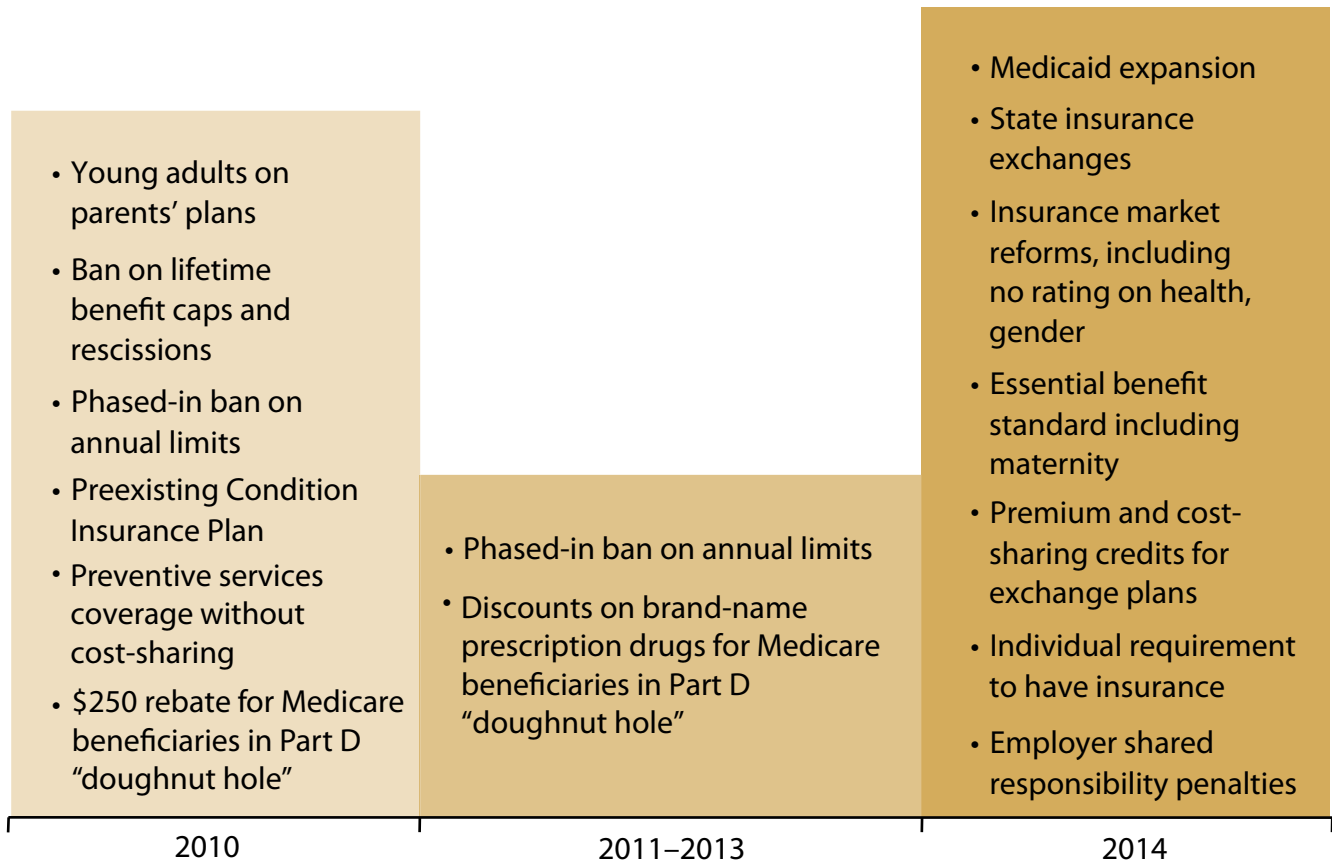 • Young adults on
parents’ plans
• Ban on lifetime
benefit caps and
rescissions
• Phased-in ban on
annual limits
• Preexisting Condition
Insurance Plan
• Preventive services
coverage without
cost-sharing
• $250 rebate for Medicare
beneficiaries in Part D
“doughnut hole”
2010
• Phased-in ban on annual limits
• Discounts on brand-name
prescription drugs for Medicare
beneficiaries in Part D
“doughnut hole”
2011–2013
• Medicaid expansion
• State insurance
exchanges
• Insurance market
reforms, including
no rating on health,
gender
• Essential benefit
standard including
maternity
• Premium and cost-
sharing credits for
exchange plans
• Individual requirement
to have insurance
• Employer shared
responsibility penalties
2014